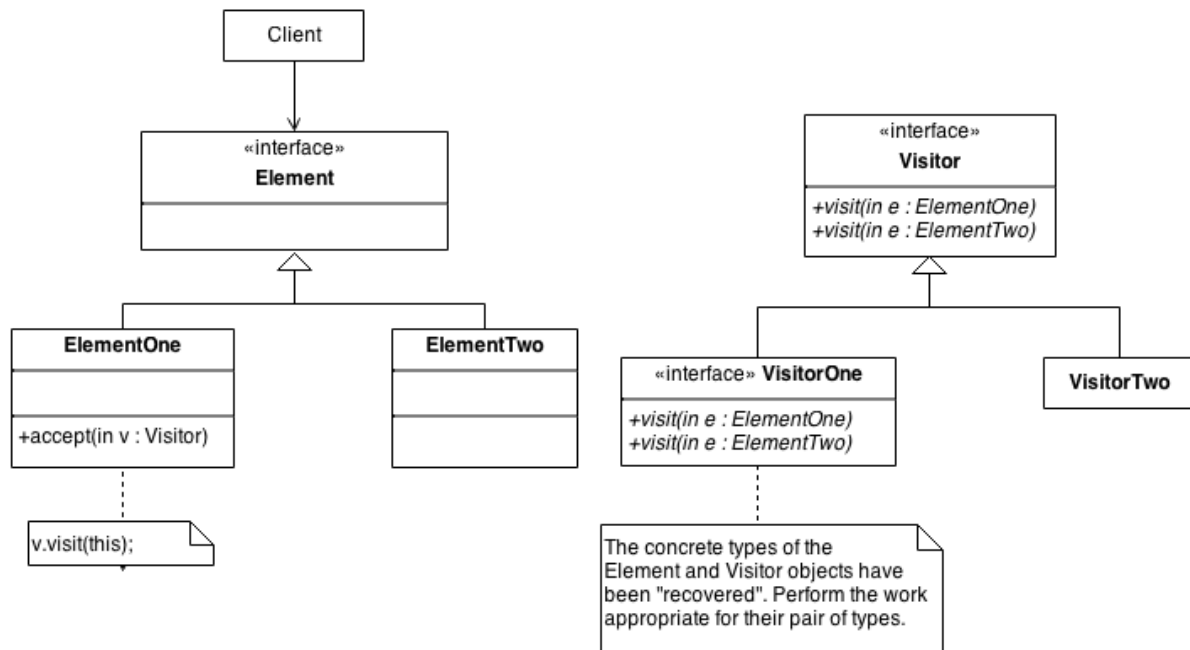 Client
«interface»
Element
ElementOne
+accept(in v : Visitor)
v.visit(this);
ElementTwo
«interface»
Visitor
+visit(in e : ElementOne)
+visit(in e : ElementTwo)
«interface» VisitorOne
+visit(in e : ElementOne)
+visit(in e : ElementTwo)
The concrete types of the
Element and Visitor objects have
been "recovered". Perform the work
appropriate for their pair of types.
VisitorTwo